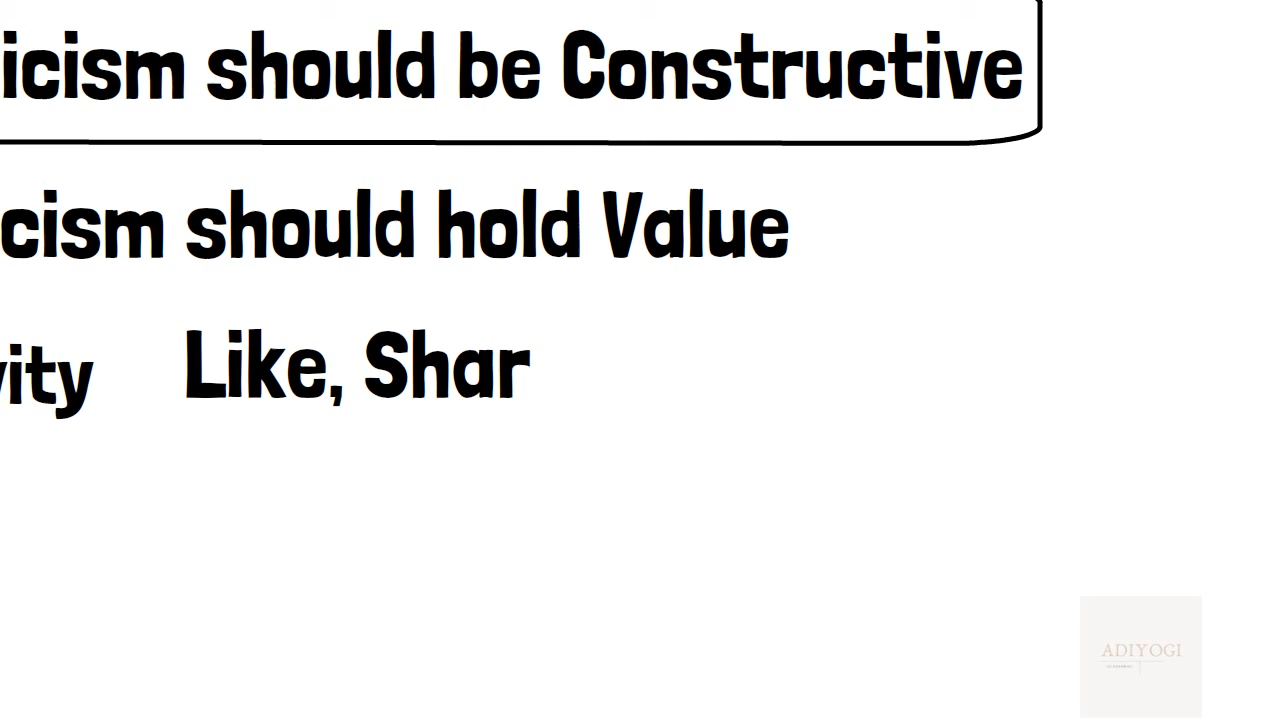 icism should be Constructive
cism should hold Value
vity Like, Shar
ADIYOGI